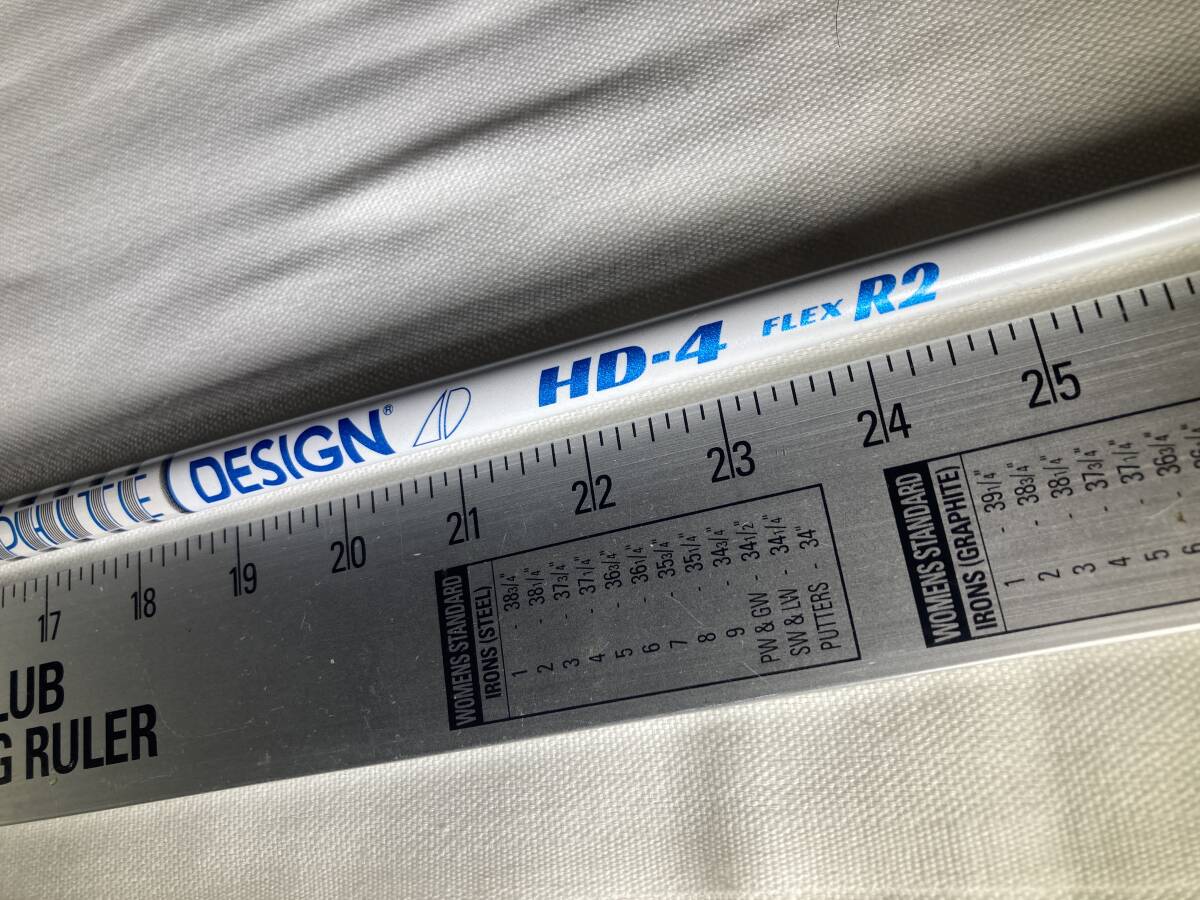 DESIGN® HD-4 FLEX R2
17 18 19 20 21 22 23 24 25
LUB
G RULER
WOMENS STANDARD
IRONS (STEEL)
1 - 38 3/4"
2 - 38 1/4"
3 - 37 3/4"
4 - 37 1/4"
5 - 36 3/4"
6 - 36 1/4"
7 - 35 3/4"
8 - 35 1/4"
9 - 34 3/4"
PW & GW - 34 1/2"
SW & LW - 34 1/4"
PUTTERS - 34"
WOMENS STANDARD
IRONS (GRAPHITE)
1 - 39 1/4"
2 - 38 3/4"
3 - 38 1/4"
4 - 37 3/4"
5 - 37 1/4"
6 - 36 3/4"